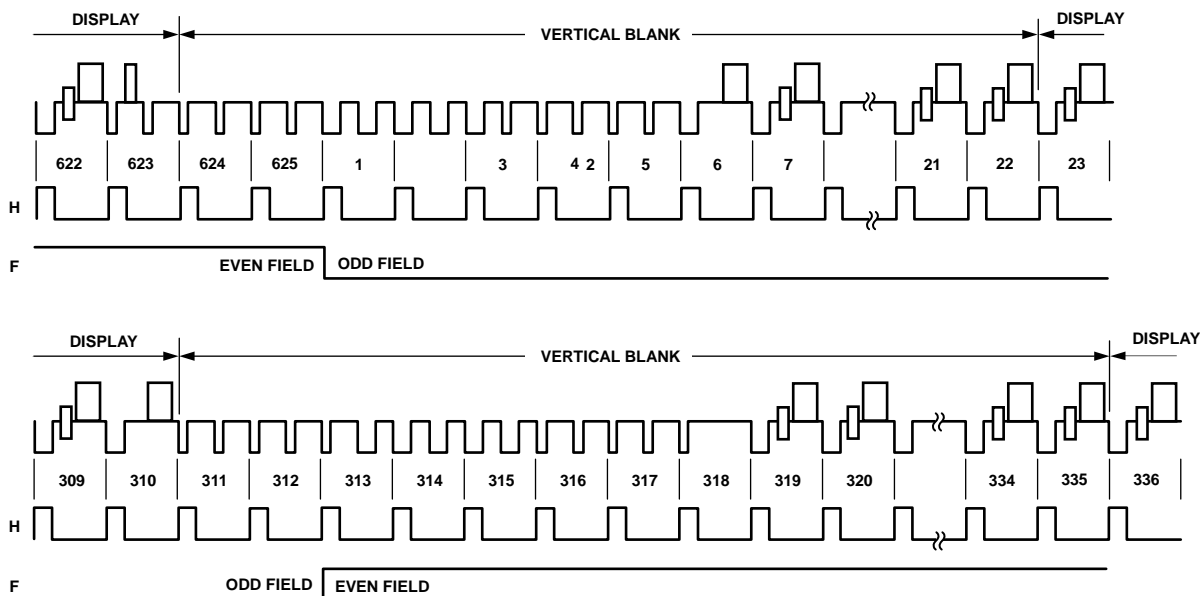 DISPLAY VERTICAL BLANK DISPLAY
622 623 624 625 1 3 4 2 5 6 7 21 22 23
H
F EVEN FIELD ODD FIELD
DISPLAY VERTICAL BLANK DISPLAY
309 310 311 312 313 314 315 316 317 318 319 320 334 335 336
H
F ODD FIELD EVEN FIELD